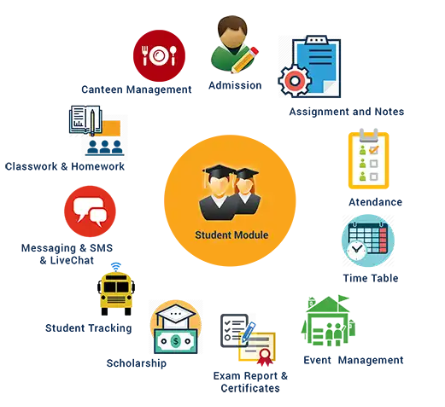 Canteen Management
Admission
Assignment and Notes
Classwork & Homework
Atendance
Messaging & SMS
& LiveChat
Student Module
Time Table
Student Tracking
Scholarship
Exam Report &
Certificates
Event Management